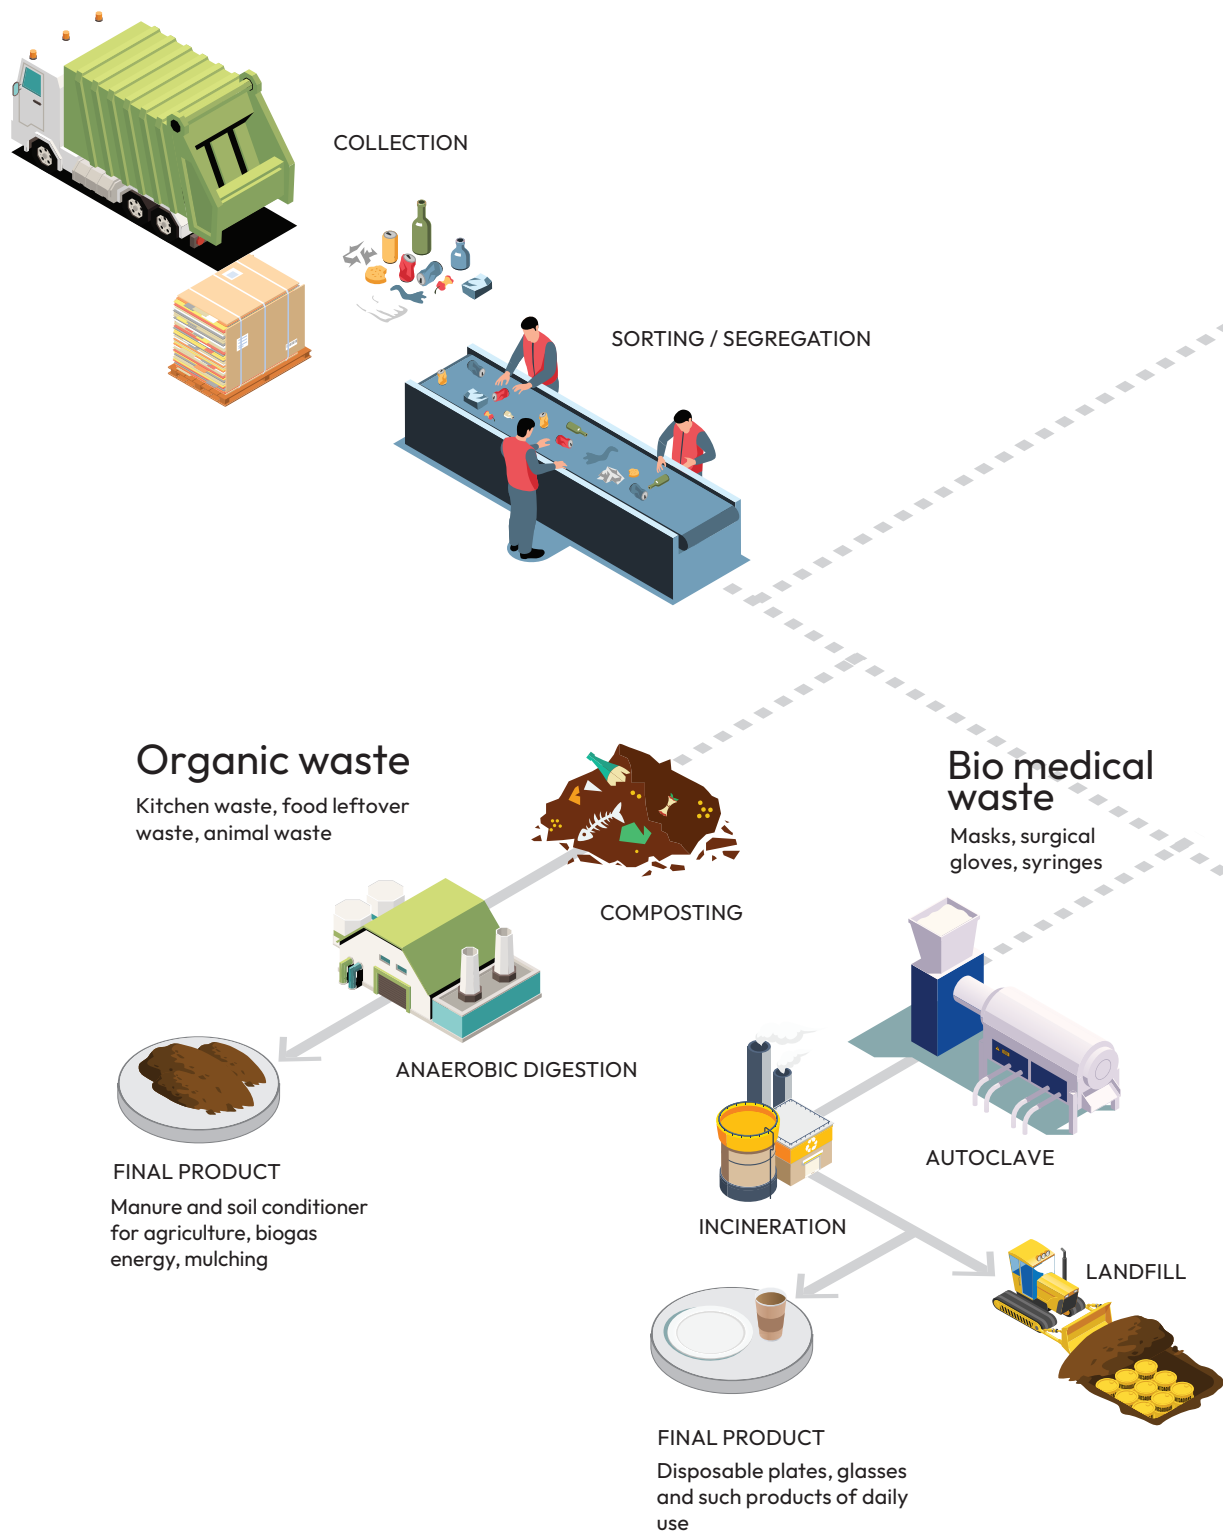 COLLECTION
SORTING / SEGREGATION
Organic waste
Kitchen waste, food leftover
waste, animal waste
Bio medical
waste
Masks, surgical
gloves, syringes
COMPOSTING
ANAEROBIC DIGESTION
FINAL PRODUCT
Manure and soil conditioner
for agriculture, biogas
energy, mulching
AUTOCLAVE
INCINERATION
LANDFILL
FINAL PRODUCT
Disposable plates, glasses
and such products of daily
use